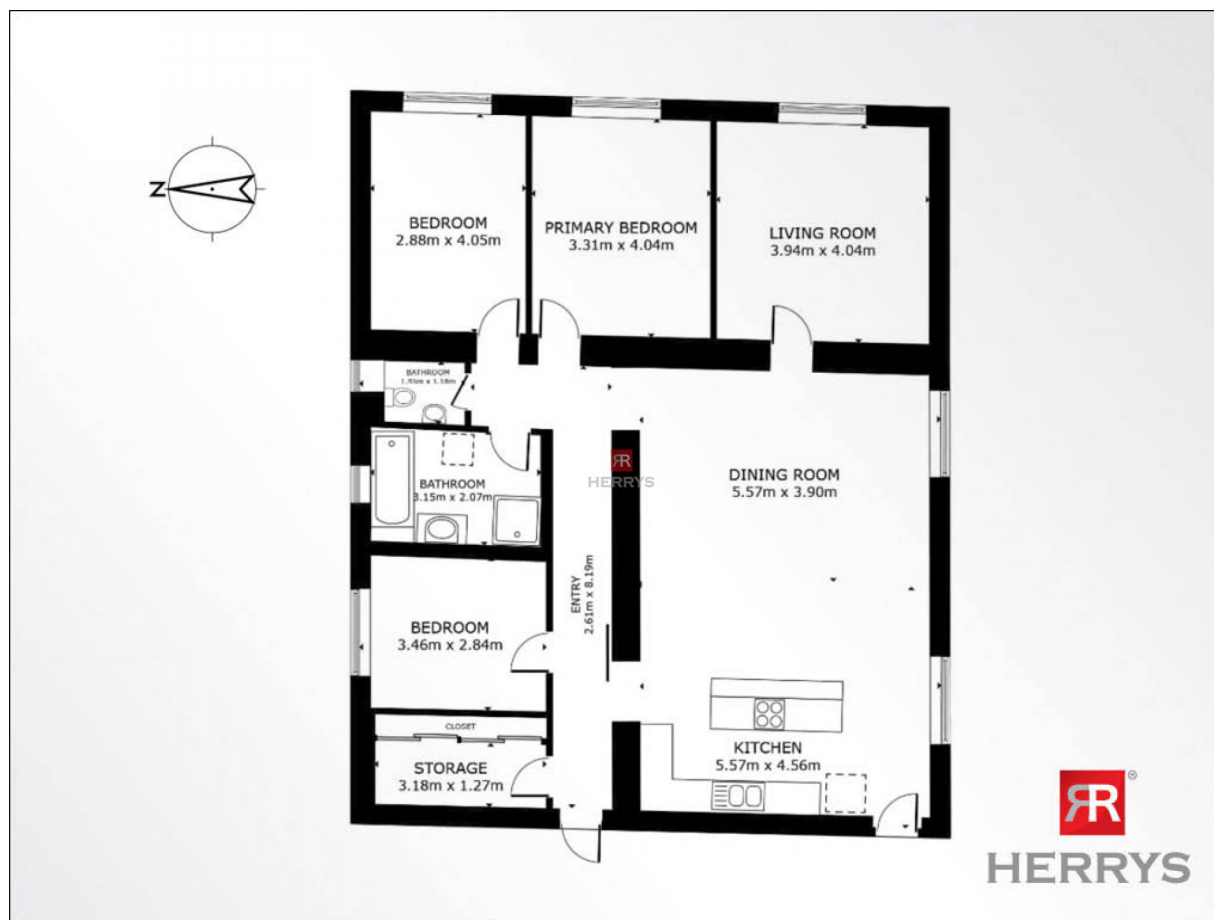 Z
BEDROOM
2.88m x 4.05m
PRIMARY BEDROOM
3.31m x 4.04m
LIVING ROOM
3.94m x 4.04m
BATHROOM
x 1.18m
BATHROOM
3.15m x 2.07m
DINING ROOM
5.57m x 3.90m
HERRYS
ENTRY
2.61m x 8.19m
BEDROOM
3.46m x 2.84m
CLOSET
STORAGE
3.18m x 1.27m
KITCHEN
5.57m x 4.56m
®
HERRYS